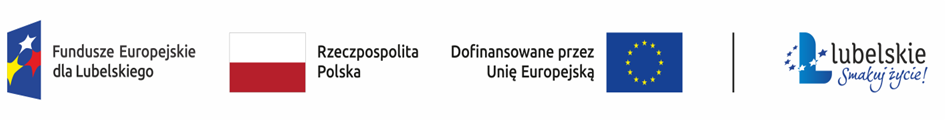 Fundusze Europejskie
dla Lubelskiego
Rzeczpospolita
Polska
Dofinansowane przez
Unię Europejską
lubelskie
Smakuj życie!